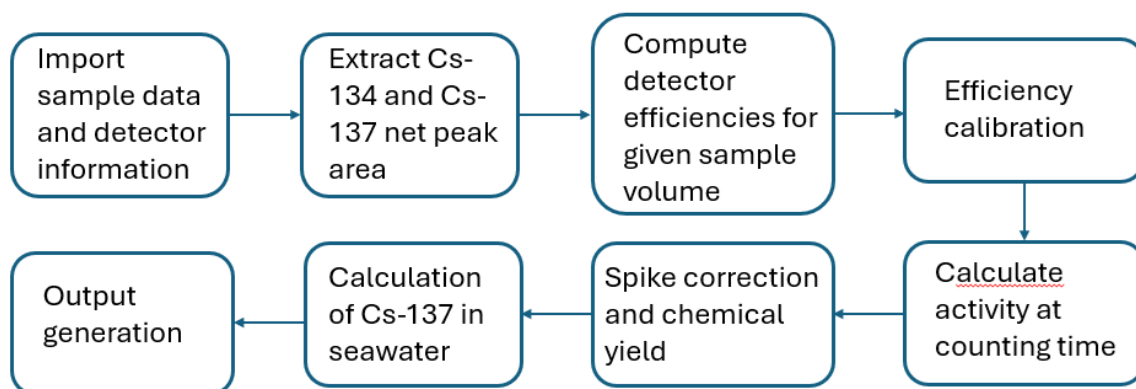 Import
sample data
and detector
information
Extract Cs-
134 and Cs-
137 net peak
area
Compute
detector
efficiencies for
given sample
volume
Efficiency
calibration
Calculate
activity at
counting time
Spike correction
and chemical
yield
Calculation
of Cs-137 in
seawater
Output
generation